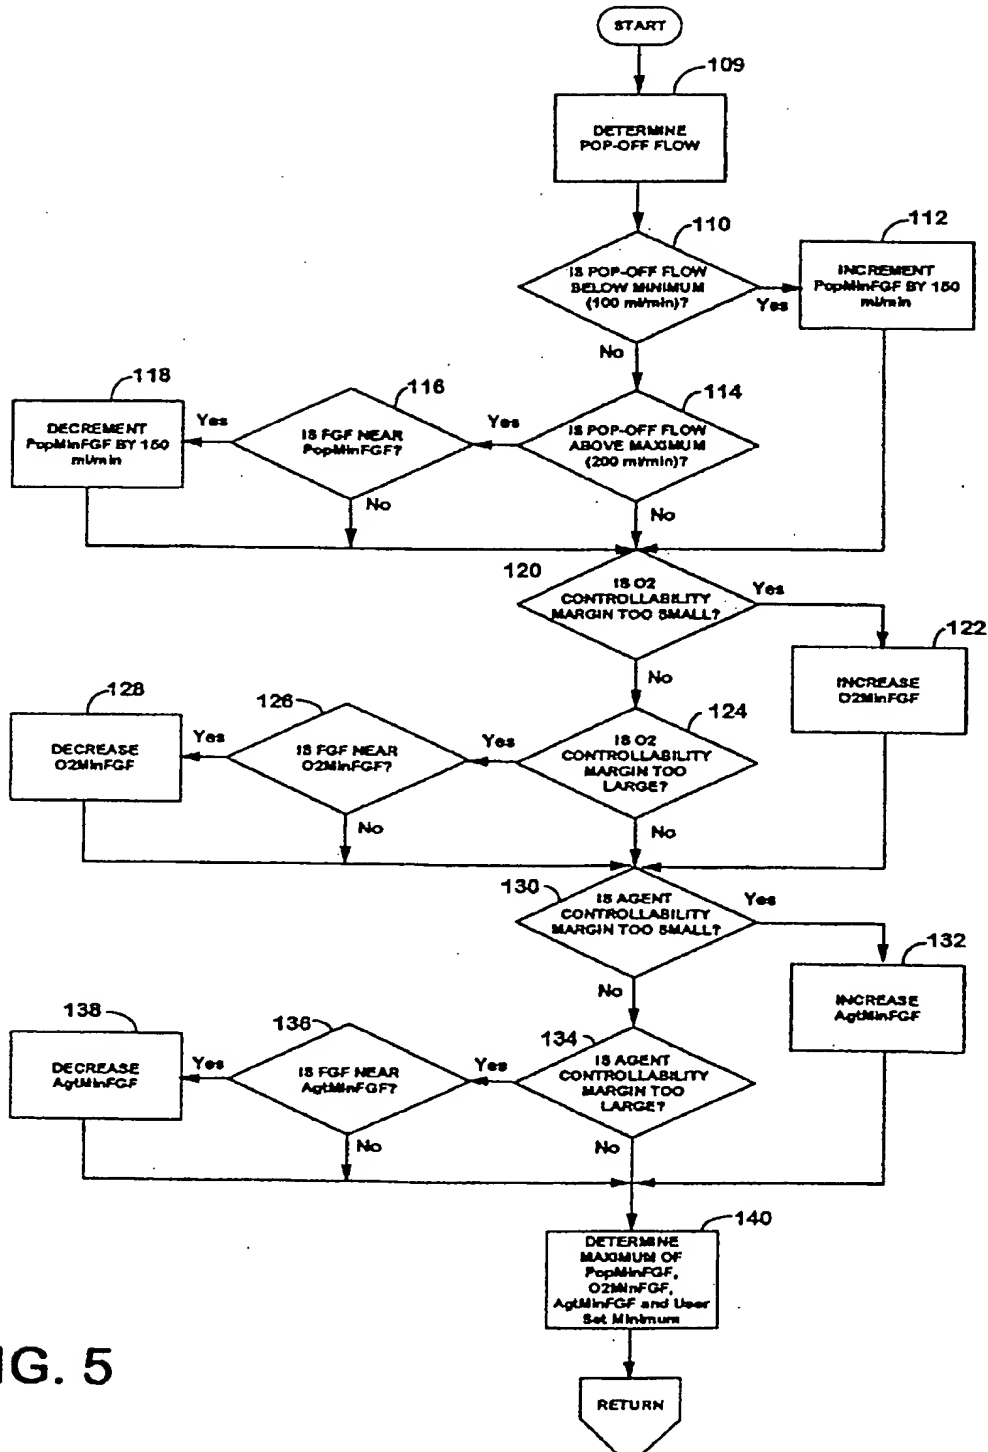 START
109
DETERMINE
POP-OFF FLOW
110
IS POP-OFF FLOW
BELOW MINIMUM
(100 ml/min)?
Yes
112
INCREMENT
PopMinFGF BY 150
ml/min
No
114
IS POP-OFF FLOW
ABOVE MAXIMUM
(200 ml/min)?
Yes
116
IS FGF NEAR
PopMinFGF?
Yes
118
DECREMENT
PopMinFGF BY 150
ml/min
No
No
120
IS O2
CONTROLLABILITY
MARGIN TOO SMALL?
Yes
122
INCREASE
O2MinFGF
No
124
IS O2
CONTROLLABILITY
MARGIN TOO
LARGE?
Yes
126
IS FGF NEAR
O2MinFGF?
Yes
128
DECREASE
O2MinFGF
No
No
130
IS AGENT
CONTROLLABILITY
MARGIN TOO SMALL?
Yes
132
INCREASE
AgtMinFGF
No
134
IS AGENT
CONTROLLABILITY
MARGIN TOO
LARGE?
Yes
136
IS FGF NEAR
AgtMinFGF?
Yes
138
DECREASE
AgtMinFGF
No
No
140
DETERMINE
MAXIMUM OF
PopMinFGF,
O2MinFGF,
AgtMinFGF and User
Set Minimum
RETURN
IG. 5